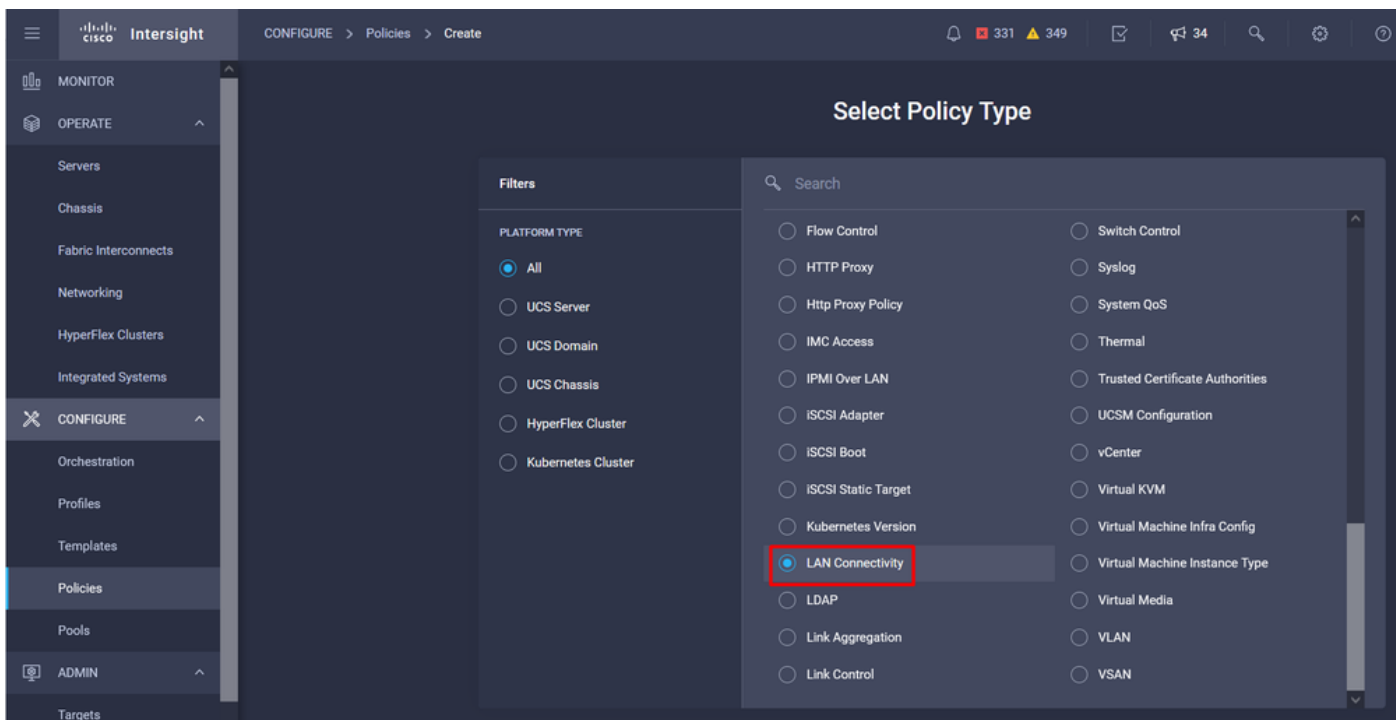 cisco Intersight
CONFIGURE > Policies > Create
331 349 34
MONITOR
OPERATE
Servers
Chassis
Fabric Interconnects
Networking
HyperFlex Clusters
Integrated Systems
CONFIGURE
Orchestration
Profiles
Templates
Policies
Pools
ADMIN
Targets
Select Policy Type
Filters
PLATFORM TYPE
All
UCS Server
UCS Domain
UCS Chassis
HyperFlex Cluster
Kubernetes Cluster
Search
Flow Control
HTTP Proxy
Http Proxy Policy
IMC Access
IPMI Over LAN
iSCSI Adapter
iSCSI Boot
iSCSI Static Target
Kubernetes Version
LAN Connectivity
LDAP
Link Aggregation
Link Control
Switch Control
Syslog
System QoS
Thermal
Trusted Certificate Authorities
UCSM Configuration
vCenter
Virtual KVM
Virtual Machine Infra Config
Virtual Machine Instance Type
Virtual Media
VLAN
VSAN